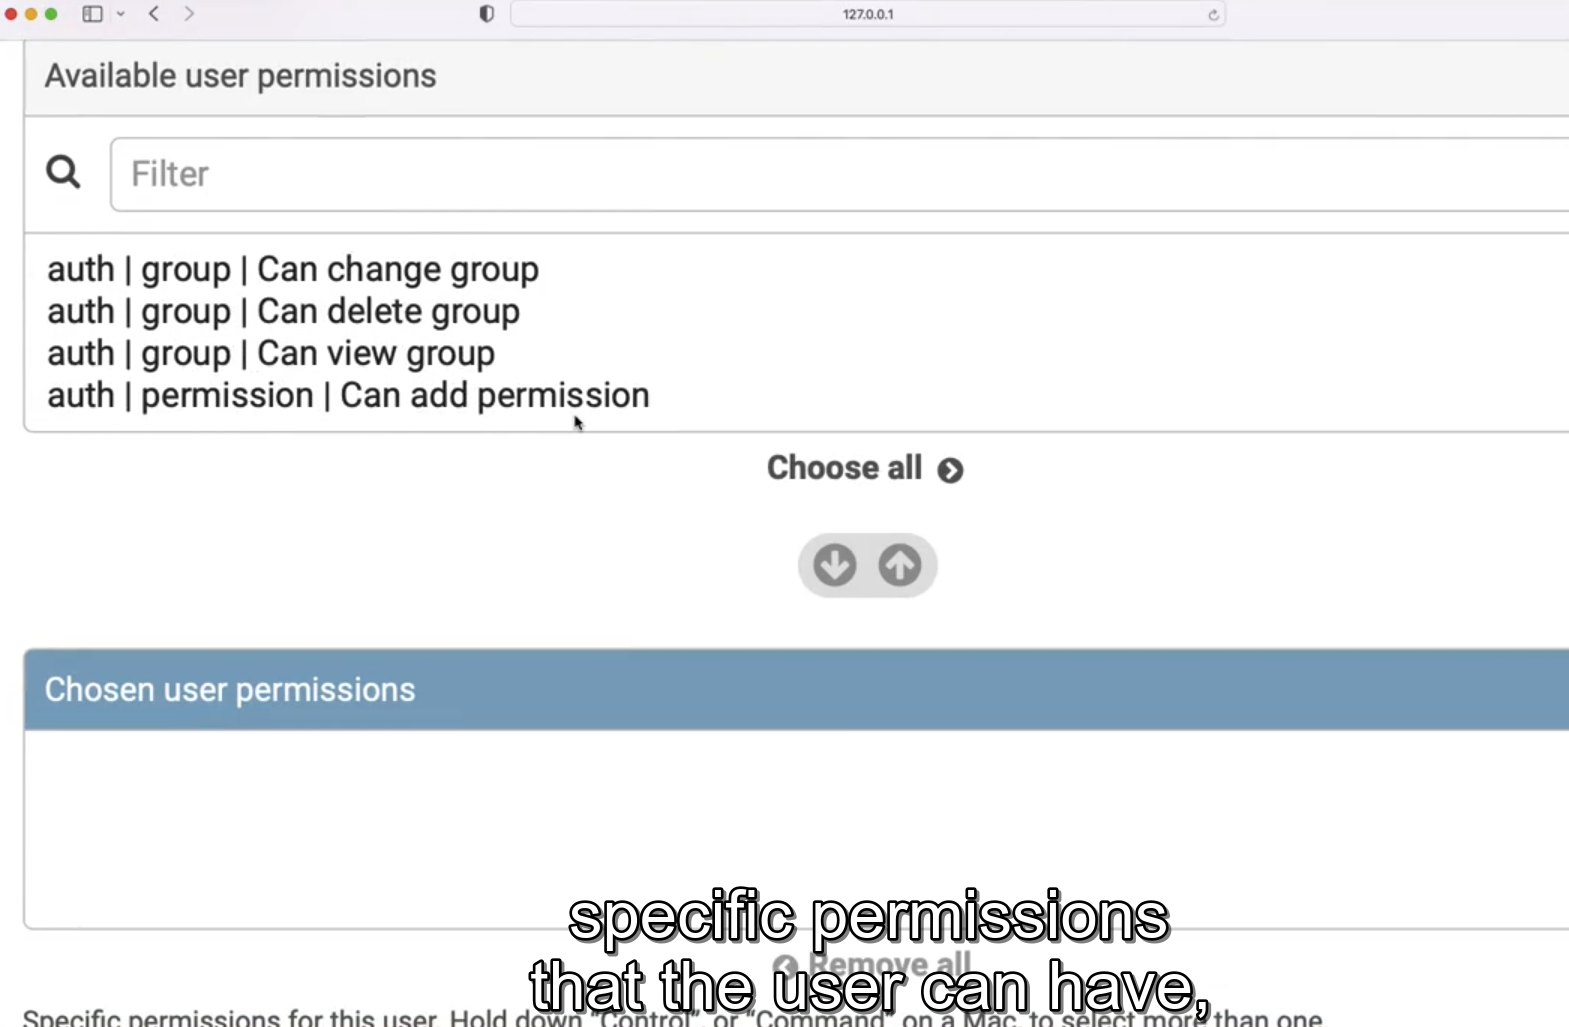 127.0.0.1
Available user permissions
Filter
auth | group | Can change group
auth | group | Can delete group
auth | group | Can view group
auth | permission | Can add permission
Choose all
Chosen user permissions
specific permissions
Remove all
that the user can have,
Specific permissions for this user. Hold down “Control”, or “Command” on a Mac, to select more than one.